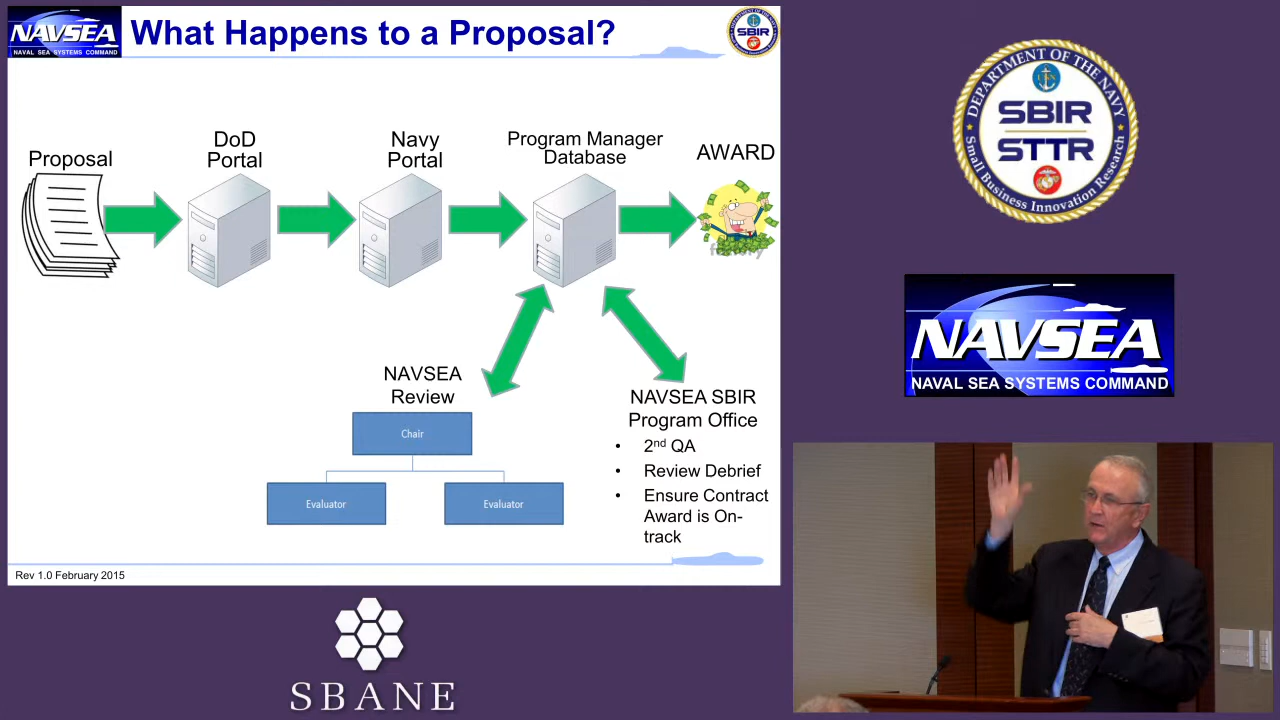 NAVSEA
NAVAL SEA SYSTEMS COMMAND
What Happens to a Proposal?
SBIR
Proposal
DoD
Portal
Navy
Portal
Program Manager
Database
AWARD
NAVSEA
Review
Chair
Evaluator
Evaluator
NAVSEA SBIR
Program Office
• 2nd QA
• Review Debrief
• Ensure Contract
Award is On-
track
Rev 1.0 February 2015
DEPARTMENT OF THE NAVY
SBIR
STTR
Small Business Innovation Research
NAVSEA
NAVAL SEA SYSTEMS COMMAND
SBANE